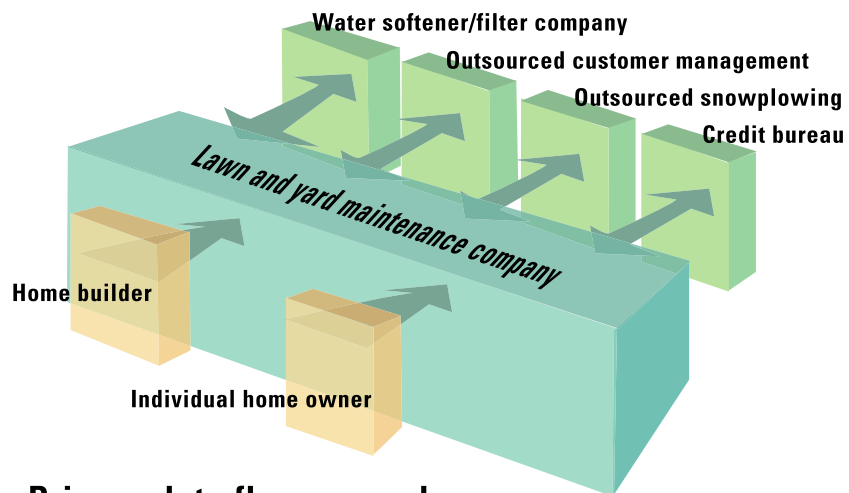 Water softener/filter company
Outsourced customer management
Outsourced snowplowing
Credit bureau
Lawn and yard maintenance company
Home builder
Individual home owner